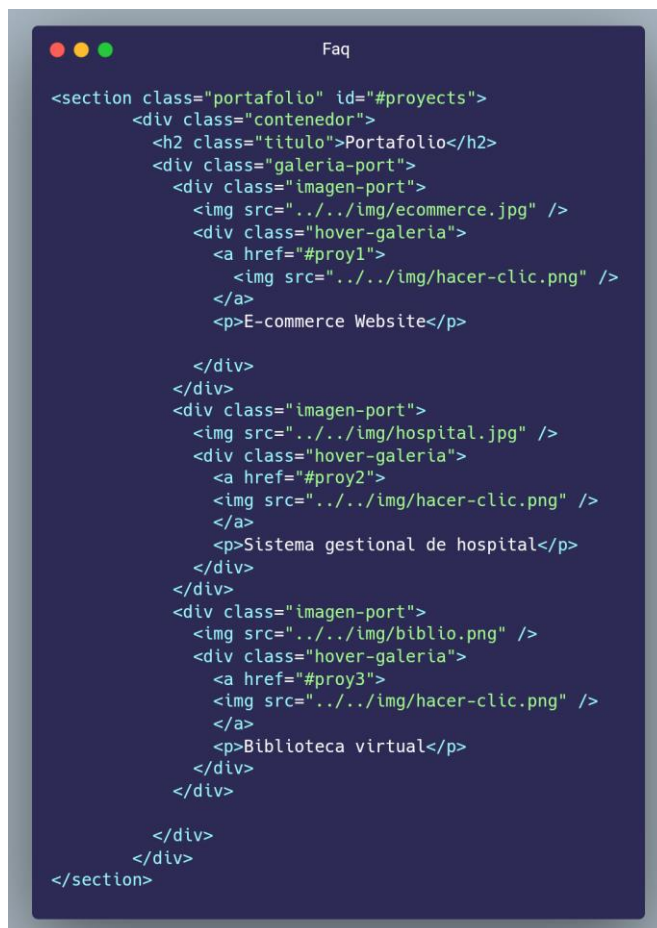 Faq
<section class="portafolio" id="#proyects">
<div class="contenedor">
<h2 class="titulo">Portafolio</h2>
<div class="galeria-port">
<div class="imagen-port">
<img src="../../img/ecommerce.jpg" />
<div class="hover-galeria">
<a href="#proy1">
<img src="../../img/hacer-clic.png" />
</a>
<p>E-commerce Website</p>
</div>
</div>
<div class="imagen-port">
<img src="../../img/hospital.jpg" />
<div class="hover-galeria">
<a href="#proy2">
<img src="../../img/hacer-clic.png" />
</a>
<p>Sistema gestional de hospital</p>
</div>
</div>
<div class="imagen-port">
<img src="../../img/biblio.png" />
<div class="hover-galeria">
<a href="#proy3">
<img src="../../img/hacer-clic.png" />
</a>
<p>Biblioteca virtual</p>
</div>
</div>
</div>
</div>
</section>